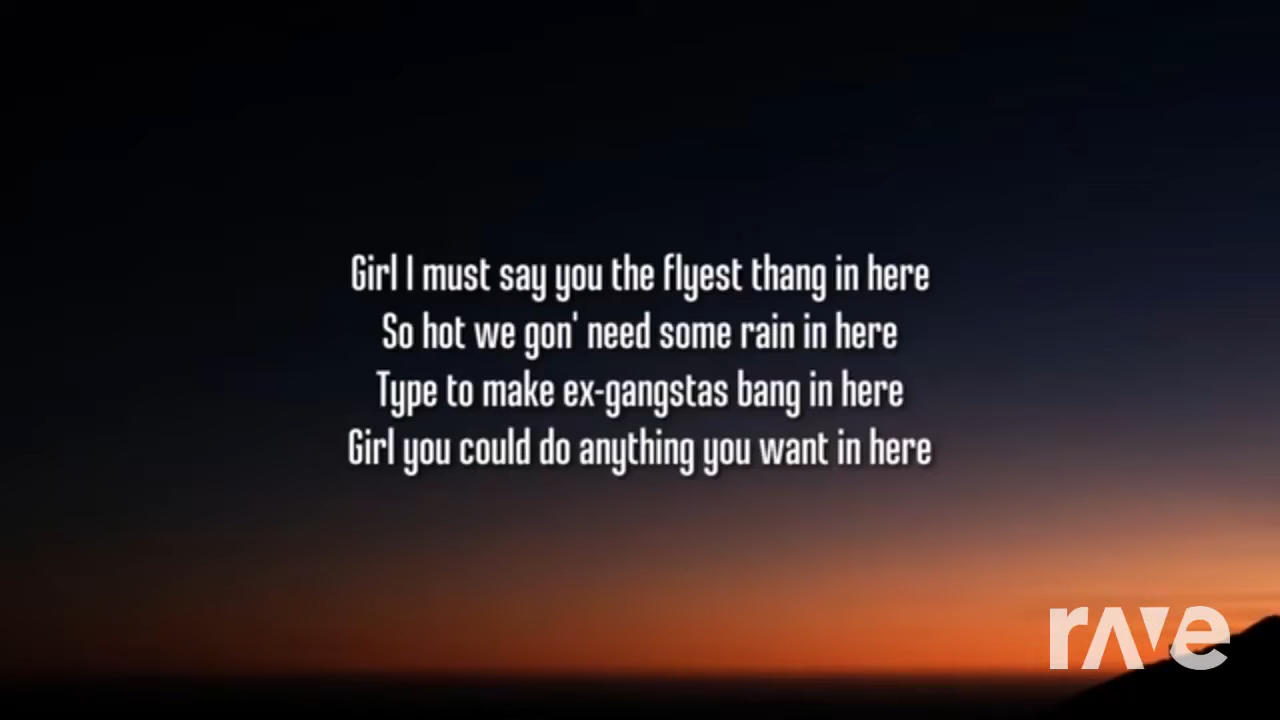 Girl I must say you the flyest thang in here
So hot we gon' need some rain in here
Type to make ex-gangstas bang in here
Girl you could do anything you want in here
rave